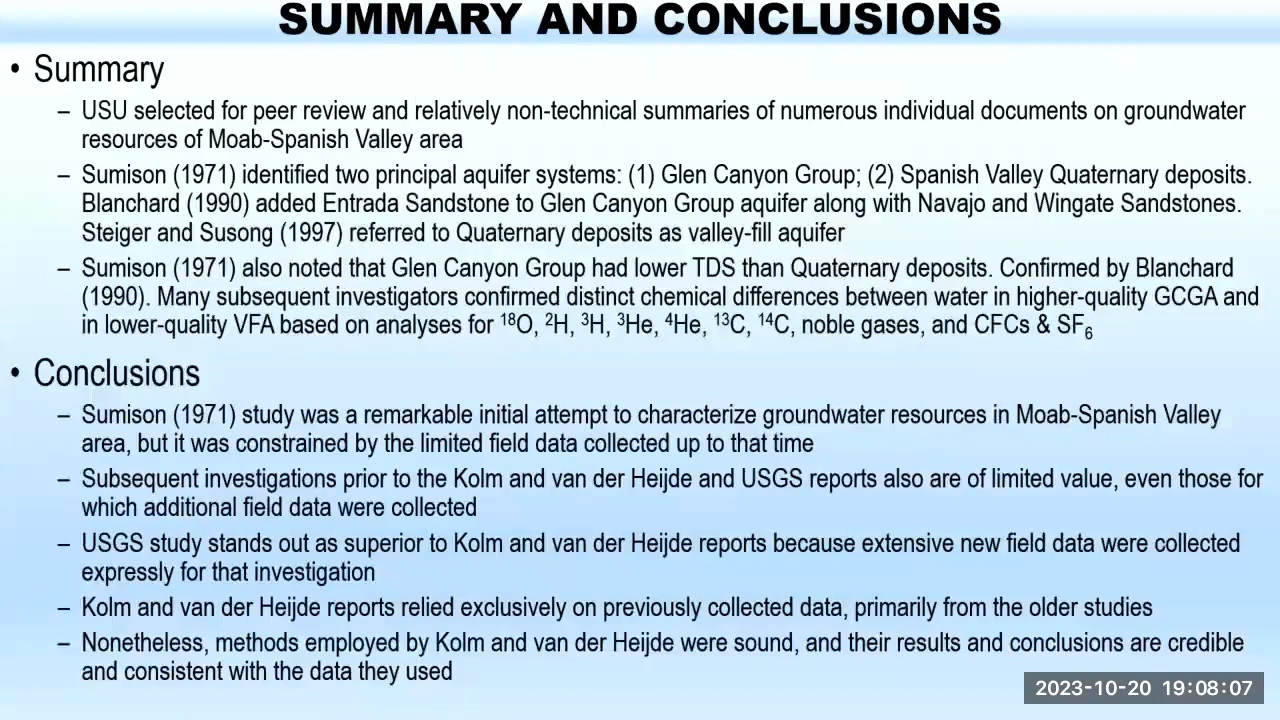 SUMMARY AND CONCLUSIONS
• Summary
– USU selected for peer review and relatively non-technical summaries of numerous individual documents on groundwater
resources of Moab-Spanish Valley area
– Sumison (1971) identified two principal aquifer systems: (1) Glen Canyon Group; (2) Spanish Valley Quaternary deposits.
Blanchard (1990) added Entrada Sandstone to Glen Canyon Group aquifer along with Navajo and Wingate Sandstones.
Steiger and Susong (1997) referred to Quaternary deposits as valley-fill aquifer
– Sumison (1971) also noted that Glen Canyon Group had lower TDS than Quaternary deposits. Confirmed by Blanchard
(1990). Many subsequent investigators confirmed distinct chemical differences between water in higher-quality GCGA and
in lower-quality VFA based on analyses for ¹⁸O, ²H, ³H, ³He, ⁴He, ¹³C, ¹⁴C, noble gases, and CFCs & SF₆
• Conclusions
– Sumison (1971) study was a remarkable initial attempt to characterize groundwater resources in Moab-Spanish Valley
area, but it was constrained by the limited field data collected up to that time
– Subsequent investigations prior to the Kolm and van der Heijde and USGS reports also are of limited value, even those for
which additional field data were collected
– USGS study stands out as superior to Kolm and van der Heijde reports because extensive new field data were collected
expressly for that investigation
– Kolm and van der Heijde reports relied exclusively on previously collected data, primarily from the older studies
– Nonetheless, methods employed by Kolm and van der Heijde were sound, and their results and conclusions are credible
and consistent with the data they used
2023-10-20 19:08:07